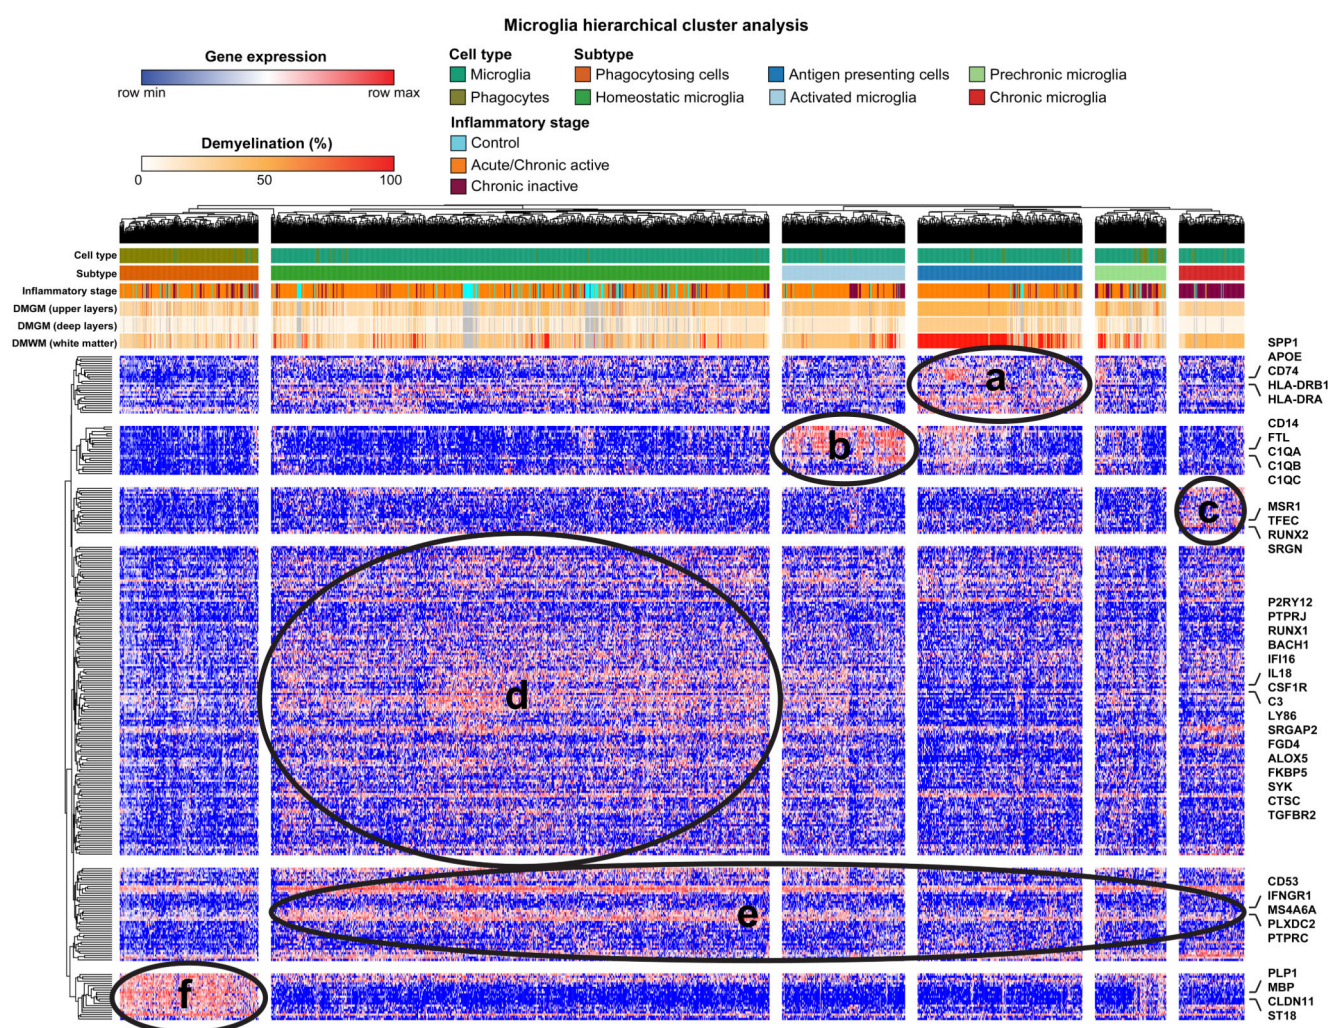 Microglia hierarchical cluster analysis
Gene expression
row min
row max
Demyelination (%)
0
50
100
Cell type
Microglia
Phagocytes
Subtype
Phagocytosing cells
Antigen presenting cells
Prechronic microglia
Homeostatic microglia
Activated microglia
Chronic microglia
Inflammatory stage
Control
Acute/Chronic active
Chronic inactive
Cell type
Subtype
Inflammatory stage
DMGM (upper layers)
DMGM (deep layers)
DMWM (white matter)
a
b
c
d
e
f
SPP1
APOE
CD74
HLA-DRB1
HLA-DRA
CD14
FTL
C1QA
C1QB
C1QC
MSR1
TFEC
RUNX2
SRGN
P2RY12
PTPRJ
RUNX1
BACH1
IFI16
IL18
CSF1R
C3
LY86
SRGAP2
FGD4
ALOX5
FKBP5
SYK
CTSC
TGFBR2
CD53
IFNGR1
MS4A6A
PLXDC2
PTPRC
PLP1
MBP
CLDN11
ST18